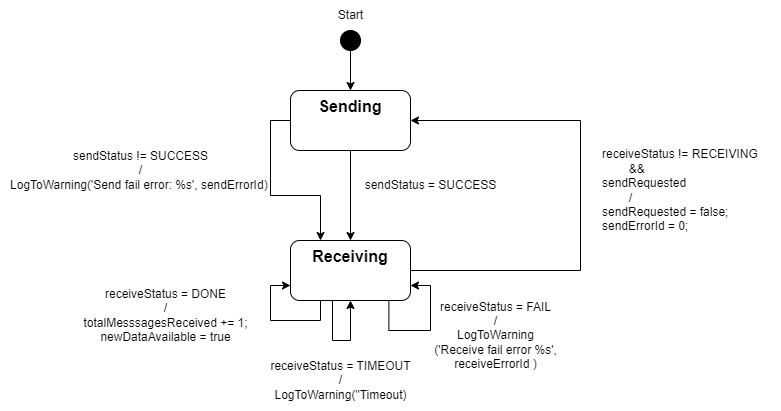 Start
Sending
sendStatus != SUCCESS
/
LogToWarning('Send fail error: %s', sendErrorId)
sendStatus = SUCCESS
receiveStatus != RECEIVING
&&
sendRequested
/
sendRequested = false;
sendErrorId = 0;
Receiving
receiveStatus = DONE
/
totalMesssagesReceived += 1;
newDataAvailable = true
receiveStatus = TIMEOUT
/
LogToWarning("Timeout)
receiveStatus = FAIL
/
LogToWarning
('Receive fail error %s',
receiveErrorId )